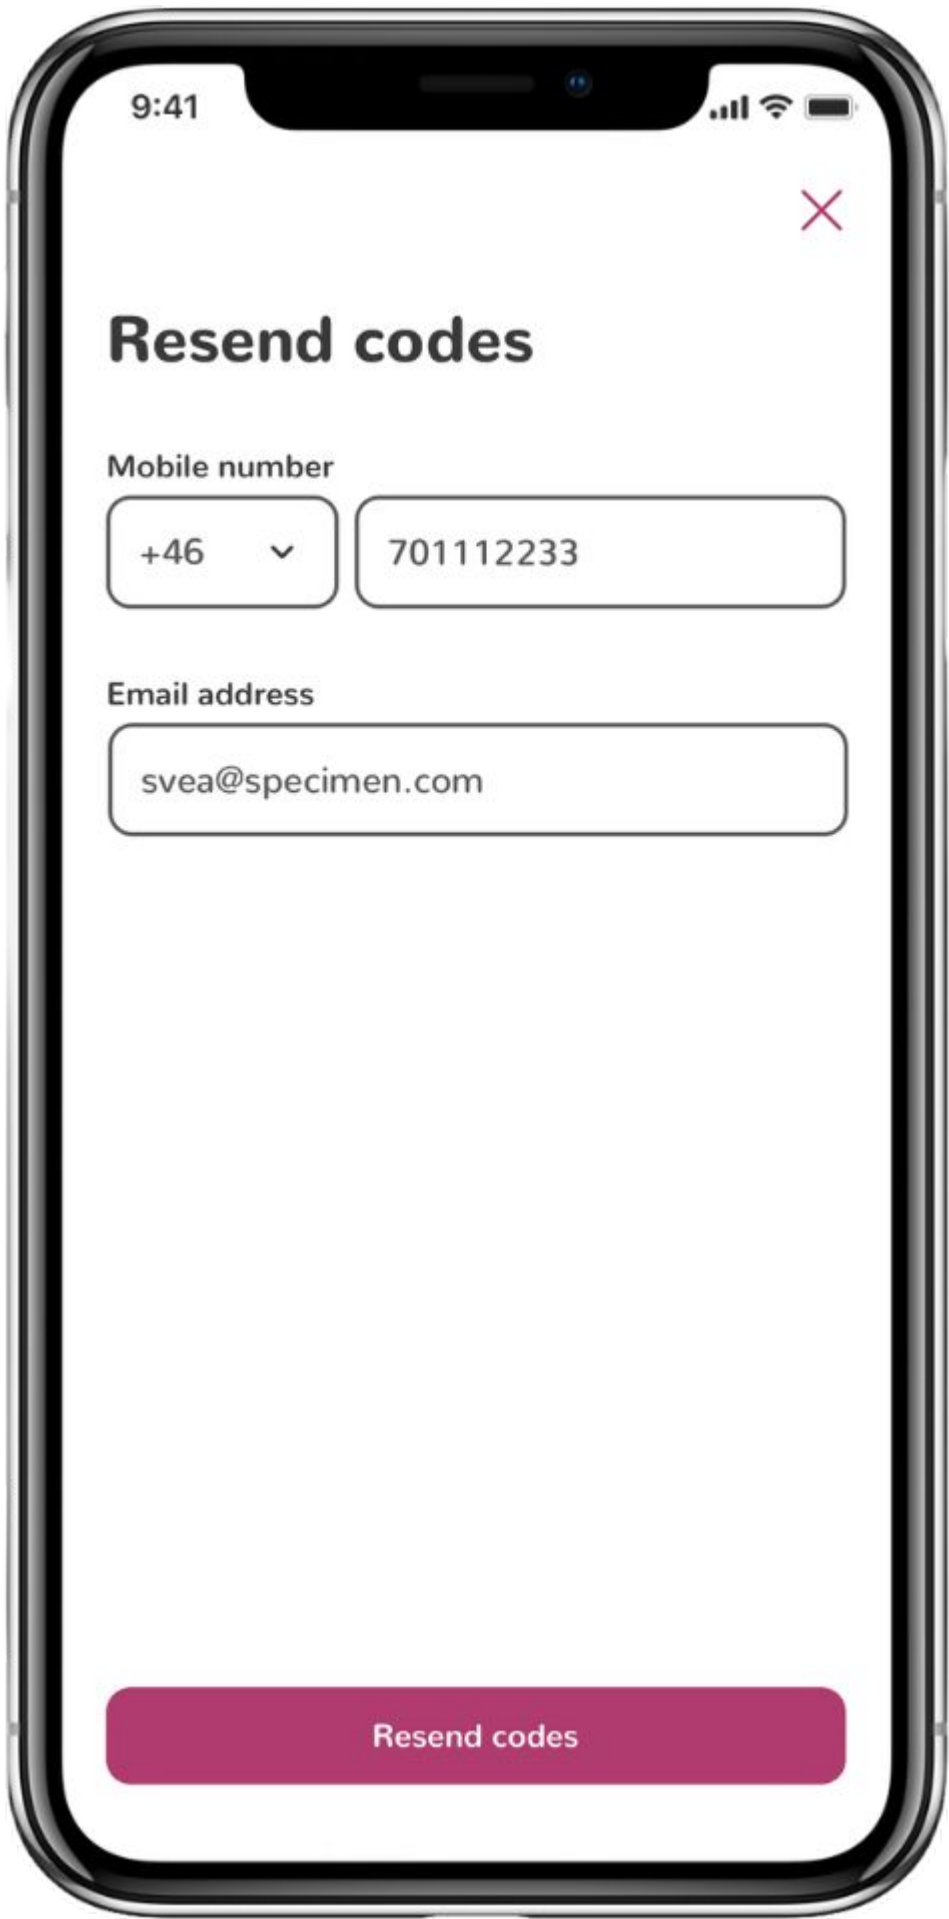 9:41
Resend codes
Mobile number
+46 701112233
Email address
svea@specimen.com
Resend codes